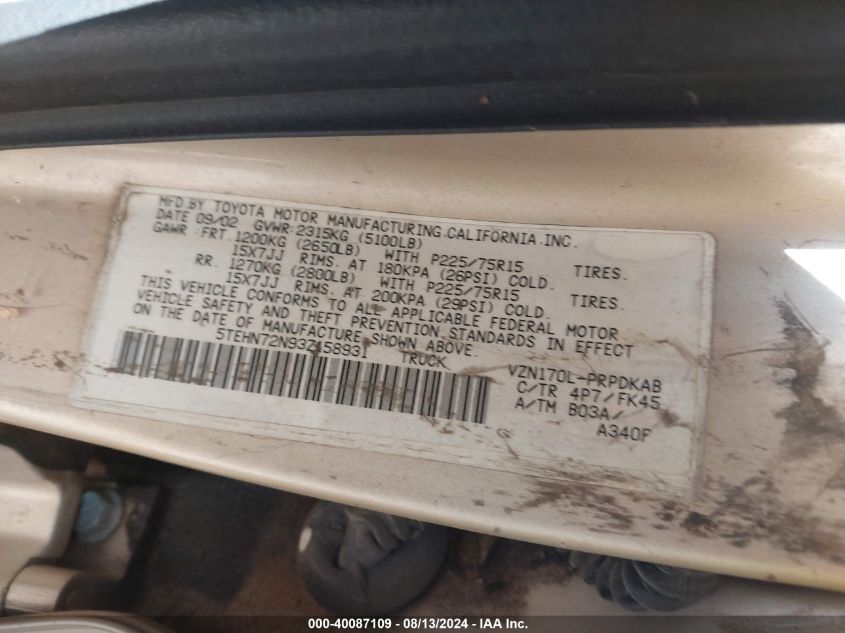 MFD.BY TOYOTA MOTOR MANUFACTURING.CALIFORNIA.INC.
DATE 09/02 GVWR:2315KG (5100LB)
GAWR :FRT.1200KG (2650LB) WITH P225/75R15 TIRES.
15X7JJ RIMS. AT 180KPA (26PSI) COLD.
RR. 1270KG (2800LB) WITH P225/75R15 TIRES.
15X7JJ RIMS. AT 200KPA (29PSI) COLD.
THIS VEHICLE CONFORMS TO ALL APPLICABLE FEDERAL MOTOR
VEHICLE SAFETY AND THEFT PREVENTION STANDARDS IN EFFECT
ON THE DATE OF MANUFACTURE SHOWN ABOVE.
5TEHN72N93Z158931 TRUCK
VZN170L-PRPDKAB
C/TR 4P7/FK45
A/TM B03A/
A340F
000-40087109 - 08/13/2024 - IAA Inc.